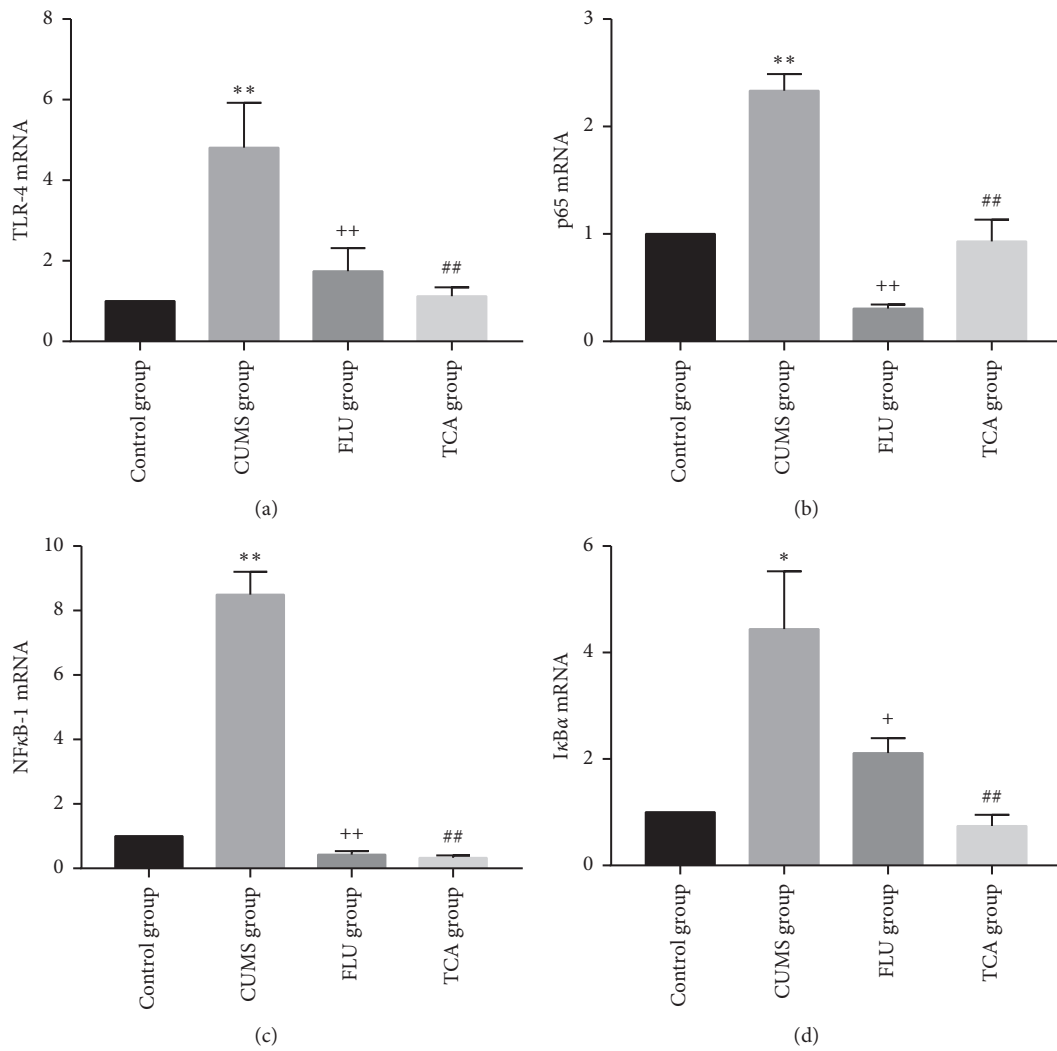 TLR-4 mRNA
8
6
4
2
0
**
++
##
Control group
CUMS group
FLU group
TCA group
(a)
p65 mRNA
3
2
1
0
**
++
##
Control group
CUMS group
FLU group
TCA group
(b)
NFκB-1 mRNA
10
8
6
4
2
0
**
++
##
Control group
CUMS group
FLU group
TCA group
(c)
IκBα mRNA
6
4
2
0
*
+
##
Control group
CUMS group
FLU group
TCA group
(d)